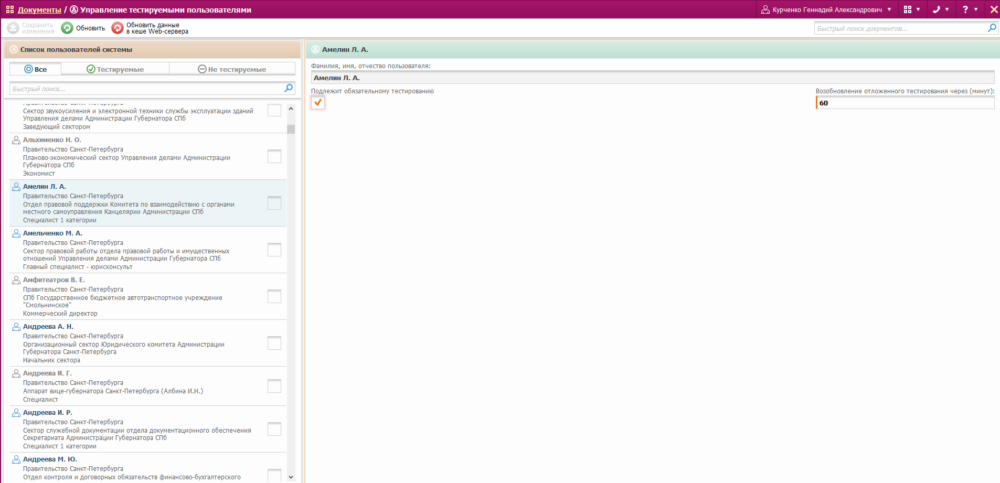 Документы / Управление тестируемыми пользователями
Курченко Геннадий Александрович
?
Сохранить
изменения
Обновить
Обновить данные
в кеше Web-сервера
Быстрый поиск документов...
Список пользователей системы
Все
Тестируемые
Не тестируемые
Быстрый поиск...
Правительство Санкт-Петербурга
Сектор звукоусиления и электронной техники службы эксплуатации зданий
Управления делами Администрации Губернатора СПб
Заведующий сектором
Альхименко Н. О.
Правительство Санкт-Петербурга
Планово-экономический сектор Управления делами Администрации
Губернатора СПб
Экономист
Амелин Л. А.
Правительство Санкт-Петербурга
Отдел правовой поддержки Комитета по взаимодействию с органами
местного самоуправления Канцелярии Администрации СПб
Специалист 1 категории
Амельченко М. А.
Правительство Санкт-Петербурга
Сектор правовой работы отдела правовой работы и имущественных
отношений Управления делами Администрации Губернатора СПб
Главный специалист - юрисконсульт
Амфитеатров В. Е.
Правительство Санкт-Петербурга
СПб Государственное бюджетное автотранспортное учреждение
"Смольнинское"
Коммерческий директор
Андреева А. Н.
Правительство Санкт-Петербурга
Организационный сектор Юридического комитета Администрации
Губернатора Санкт-Петербурга
Начальник сектора
Андреева И. Г.
Правительство Санкт-Петербурга
Аппарат вице-губернатора Санкт-Петербурга (Албина И.Н.)
Специалист
Андреева И. Р.
Правительство Санкт-Петербурга
Сектор служебной документации отдела документационного обеспечения
Секретариата Администрации Губернатора СПб
Специалист 1 категории
Андреева М. Ю.
Правительство Санкт-Петербурга
Отдел контроля и договорных обязательств финансово-бухгалтерского
Амелин Л. А.
Фамилия, имя, отчество пользователя:
Амелин Л. А.
Подлежит обязательному тестированию
Возобновление отложенного тестирования через (минут):
60